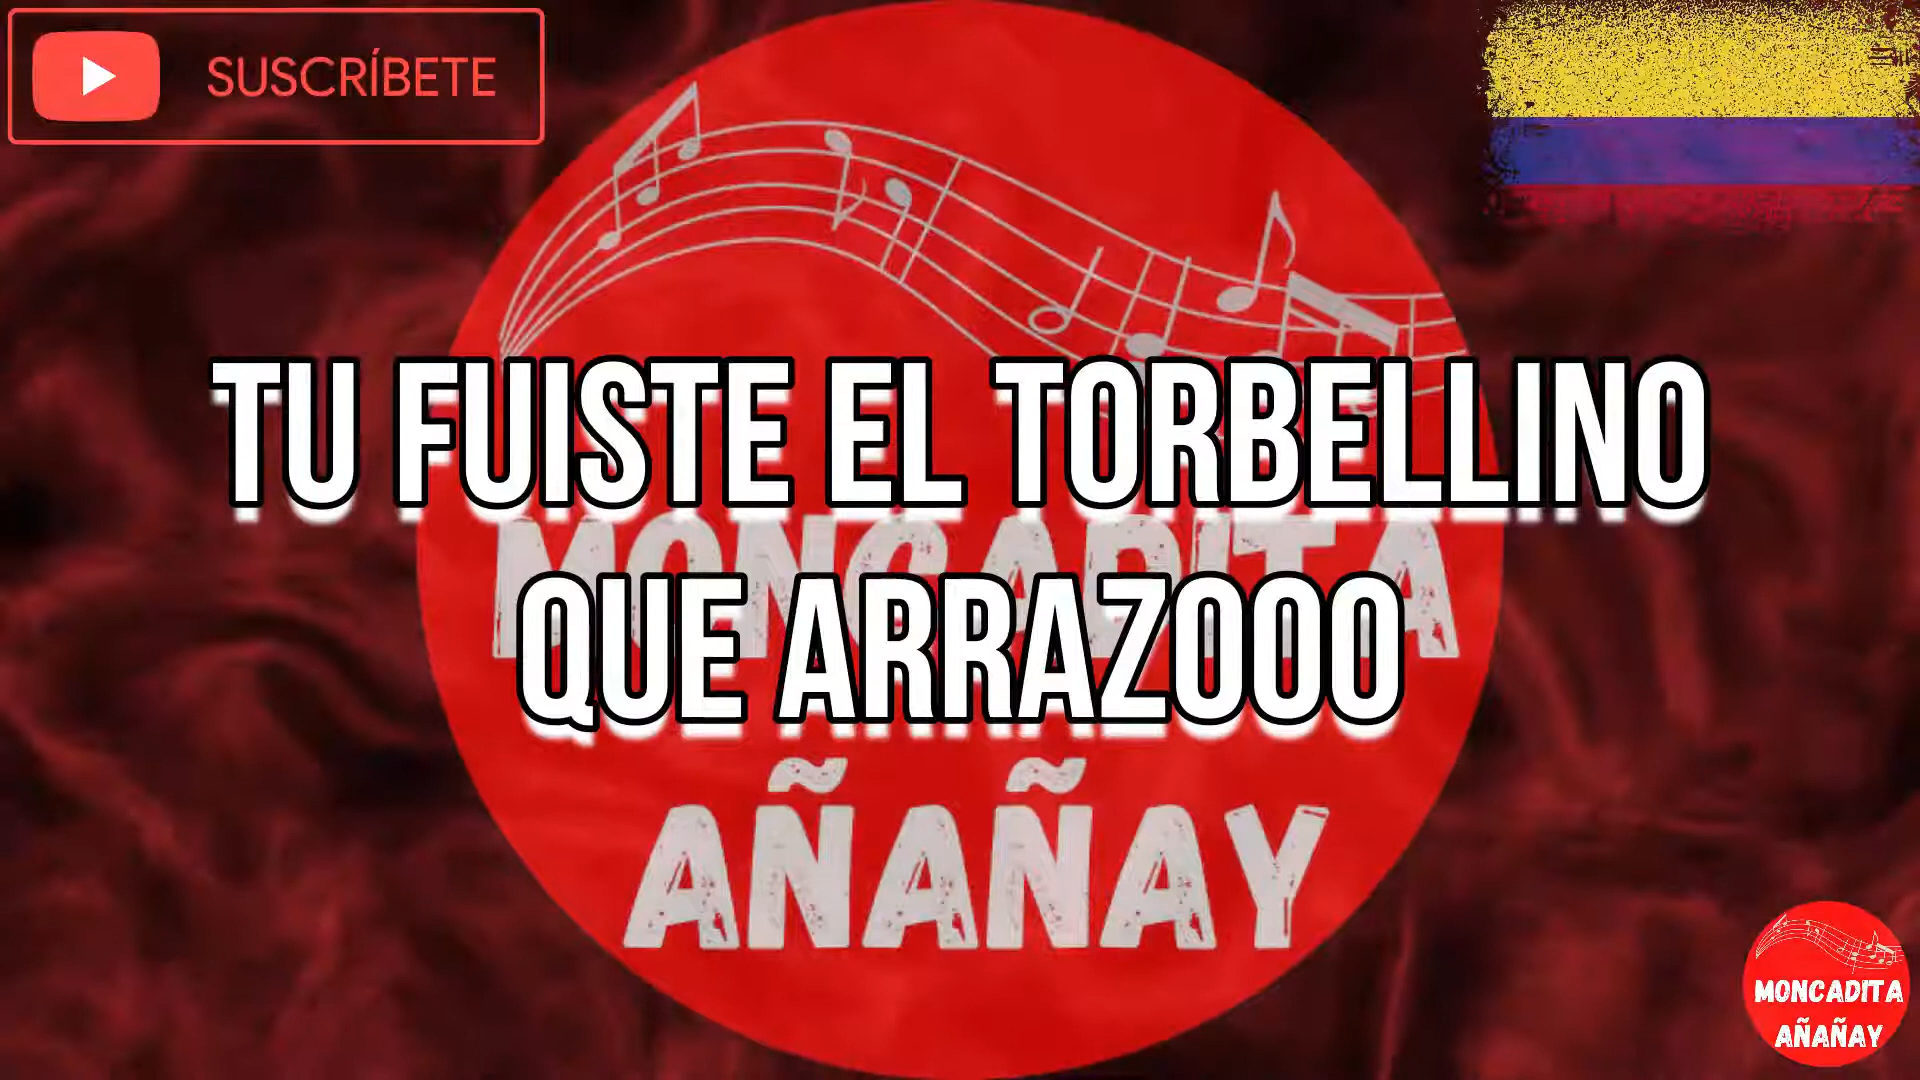 SUSCRÍBETE
TU FUISTE EL TORBELLINO
MONCADITA
QUE ARRAZOOO
AÑAÑAY
MONCADITA
AÑAÑAY